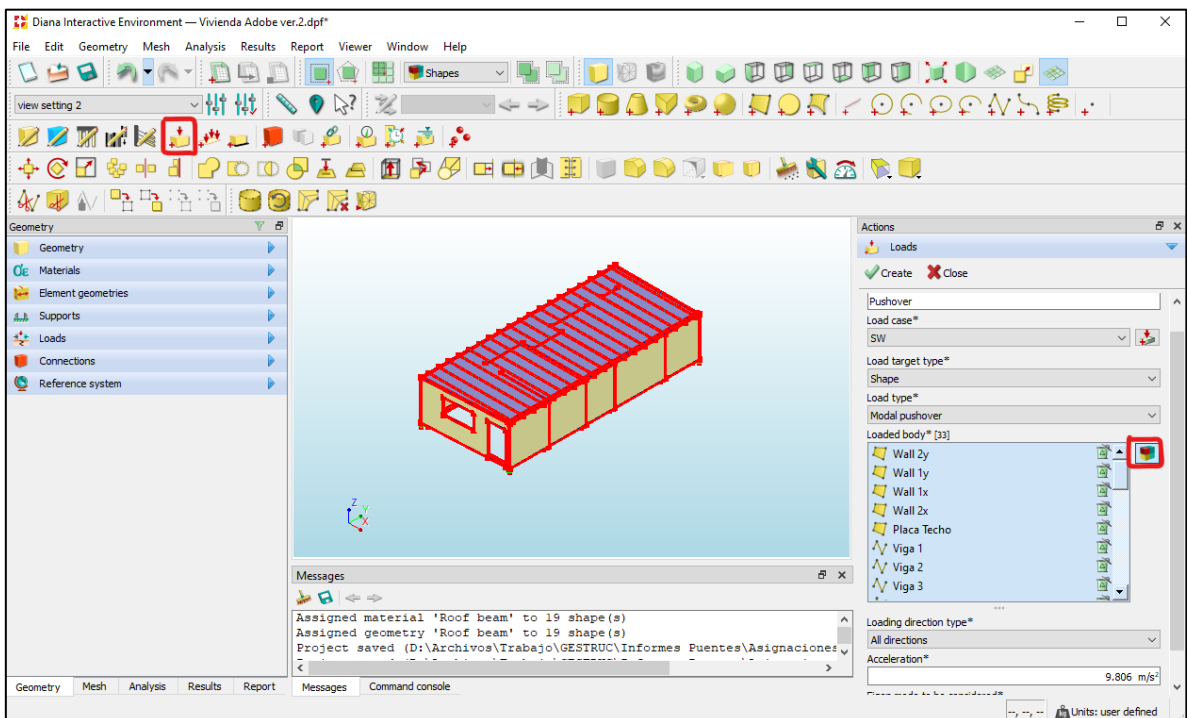 Diana Interactive Environment — Vivienda Adobe ver.2.dpf*
File Edit Geometry Mesh Analysis Results Report Viewer Window Help
Shapes
view setting 2
Geometry
Geometry
Materials
Element geometries
Supports
Loads
Connections
Reference system
Geometry Mesh Analysis Results Report
Z
Y
X
Messages
Assigned material 'Roof beam' to 19 shape(s)
Assigned geometry 'Roof beam' to 19 shape(s)
Project saved (D:\Archivos\Trabajo\GESTRUC\Informes Puentes\Asignaciones
Messages Command console
Actions
Loads
Create Close
Pushover
Load case*
SW
Load target type*
Shape
Load type*
Modal pushover
Loaded body* [33]
Wall 2y
Wall 1y
Wall 1x
Wall 2x
Placa Techo
Viga 1
Viga 2
Viga 3
Loading direction type*
All directions
Acceleration*
9.806 m/s²
--, --, -- Units: user defined